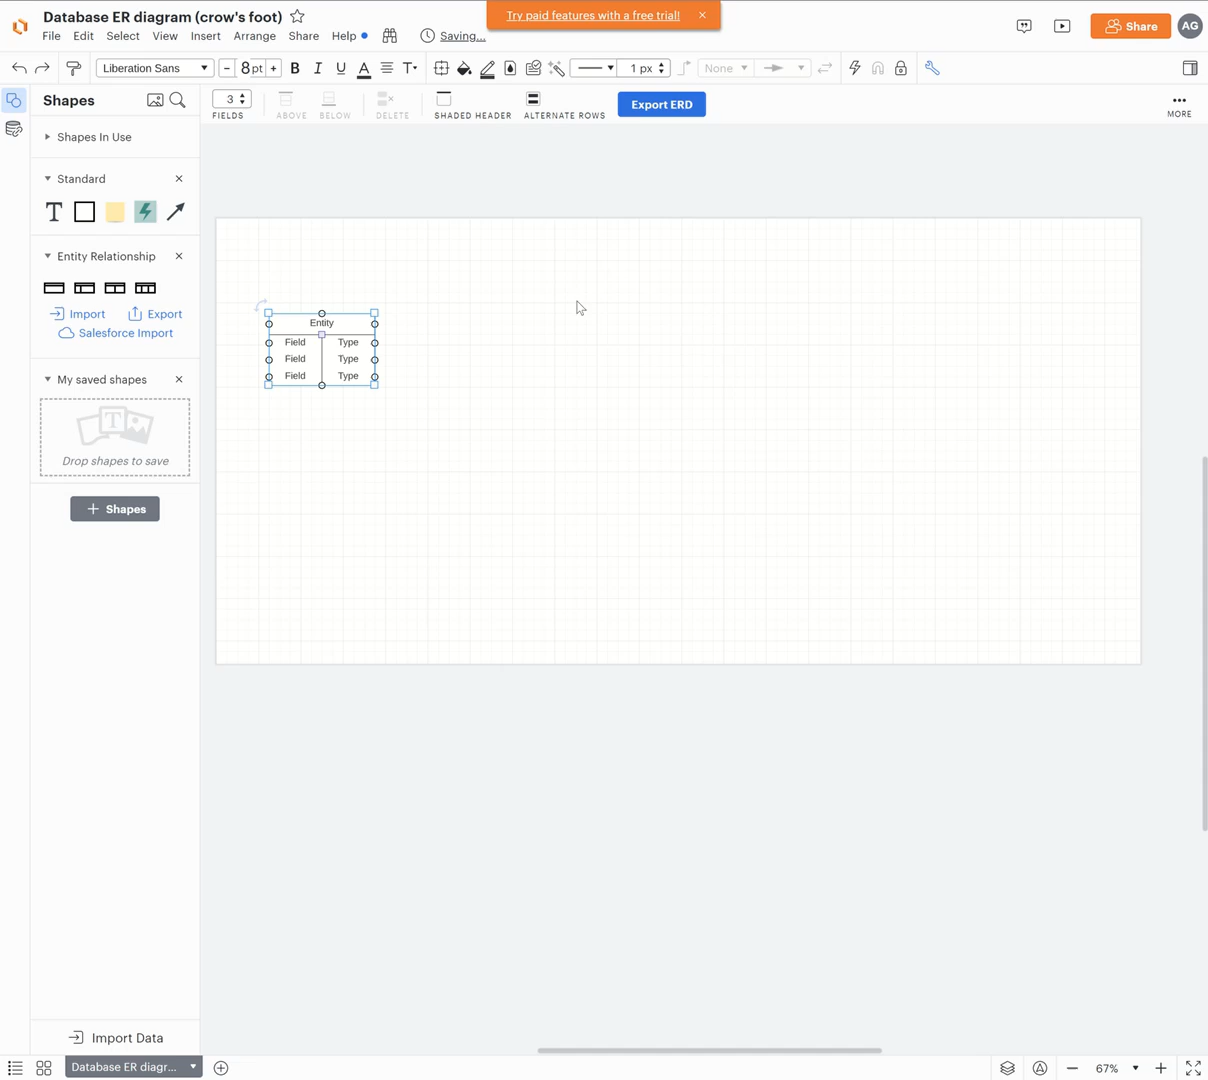 Try paid features with a free trial!
Database ER diagram (crow's foot)
File Edit Select View Insert Arrange Share Help Saving...
Share AG
Liberation Sans - 8 pt + B I U A T 1 px None
Shapes
3
FIELDS ABOVE BELOW DELETE SHADED HEADER ALTERNATE ROWS Export ERD MORE
Shapes In Use
Standard
T
Entity Relationship
Import Export
Salesforce Import
My saved shapes
T
Drop shapes to save
+ Shapes
Entity
Field Type
Field Type
Field Type
Import Data
Database ER diagr... 67%